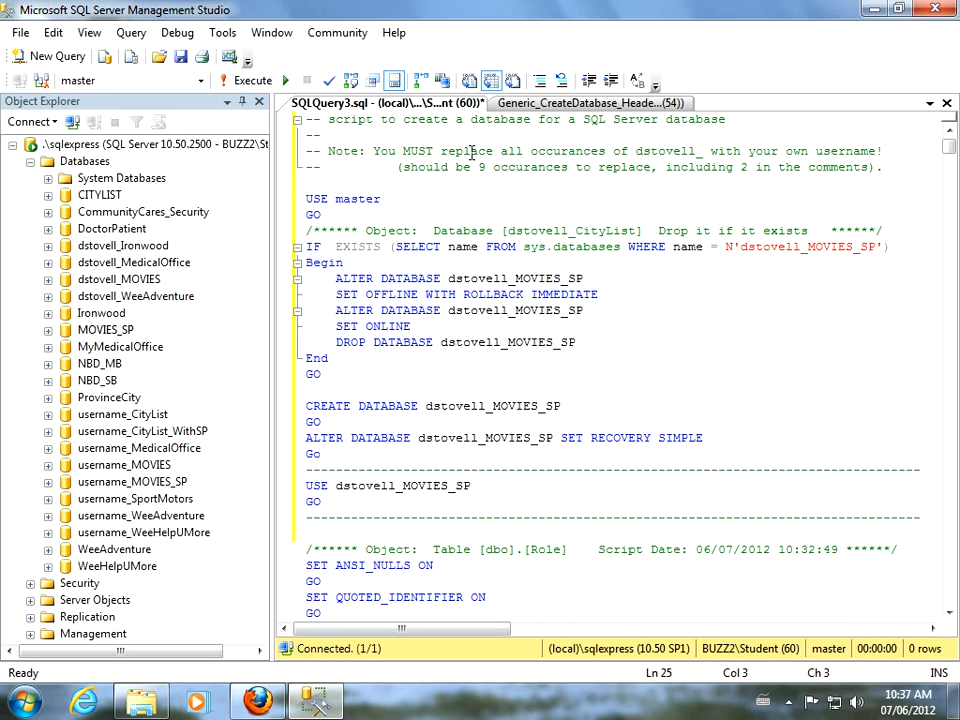 Microsoft SQL Server Management Studio
File Edit View Query Debug Tools Window Community Help
New Query
master Execute
Object Explorer
SQLQuery3.sql - (local)\...\S...nt (60))* Generic_CreateDatabase_Heade...(54))
Connect
.\sqlexpress (SQL Server 10.50.2500 - BUZZ2\
Databases
System Databases
CITYLIST
CommunityCares_Security
DoctorPatient
dstovell_Ironwood
dstovell_MedicalOffice
dstovell_MOVIES
dstovell_WeeAdventure
Ironwood
MOVIES_SP
MyMedicalOffice
NBD_MB
NBD_SB
ProvinceCity
username_CityList
username_CityList_WithSP
username_MedicalOffice
username_MOVIES
username_MOVIES_SP
username_SportMotors
username_WeeAdventure
username_WeeHelpUMore
WeeAdventure
WeeHelpUMore
Security
Server Objects
Replication
Management
-- script to create a database for a SQL Server database
--
-- Note: You MUST replace all occurances of dstovell_ with your own username!
-- (should be 9 occurances to replace, including 2 in the comments).
USE master
GO
/****** Object: Database [dstovell_CityList] Drop it if it exists ******/
IF EXISTS (SELECT name FROM sys.databases WHERE name = N'dstovell_MOVIES_SP')
Begin
ALTER DATABASE dstovell_MOVIES_SP
SET OFFLINE WITH ROLLBACK IMMEDIATE
ALTER DATABASE dstovell_MOVIES_SP
SET ONLINE
DROP DATABASE dstovell_MOVIES_SP
End
GO
CREATE DATABASE dstovell_MOVIES_SP
GO
ALTER DATABASE dstovell_MOVIES_SP SET RECOVERY SIMPLE
Go
----------------------------------------------------------------------------------
USE dstovell_MOVIES_SP
GO
----------------------------------------------------------------------------------
/****** Object: Table [dbo].[Role] Script Date: 06/07/2012 10:32:49 ******/
SET ANSI_NULLS ON
GO
SET QUOTED_IDENTIFIER ON
GO
Connected. (1/1) (local)\sqlexpress (10.50 SP1) BUZZ2\Student (60) master 00:00:00 0 rows
Ready Ln 25 Col 3 Ch 3 INS
10:37 AM
07/06/2012